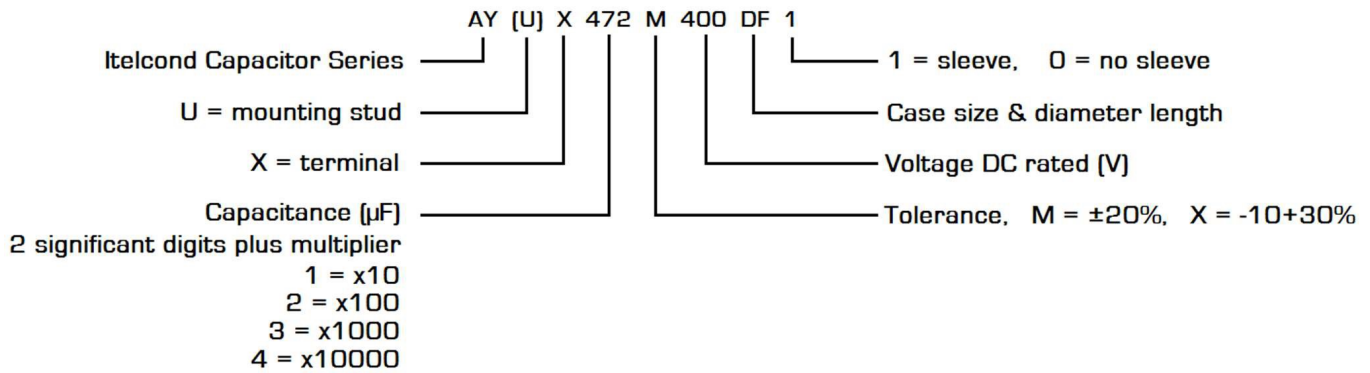 AY (U) X 472 M 400 DF 1
Itelcond Capacitor Series
1 = sleeve, 0 = no sleeve
U = mounting stud
Case size & diameter length
X = terminal
Voltage DC rated (V)
Capacitance (µF)
Tolerance, M = ±20%, X = -10+30%
2 significant digits plus multiplier
1 = x10
2 = x100
3 = x1000
4 = x10000